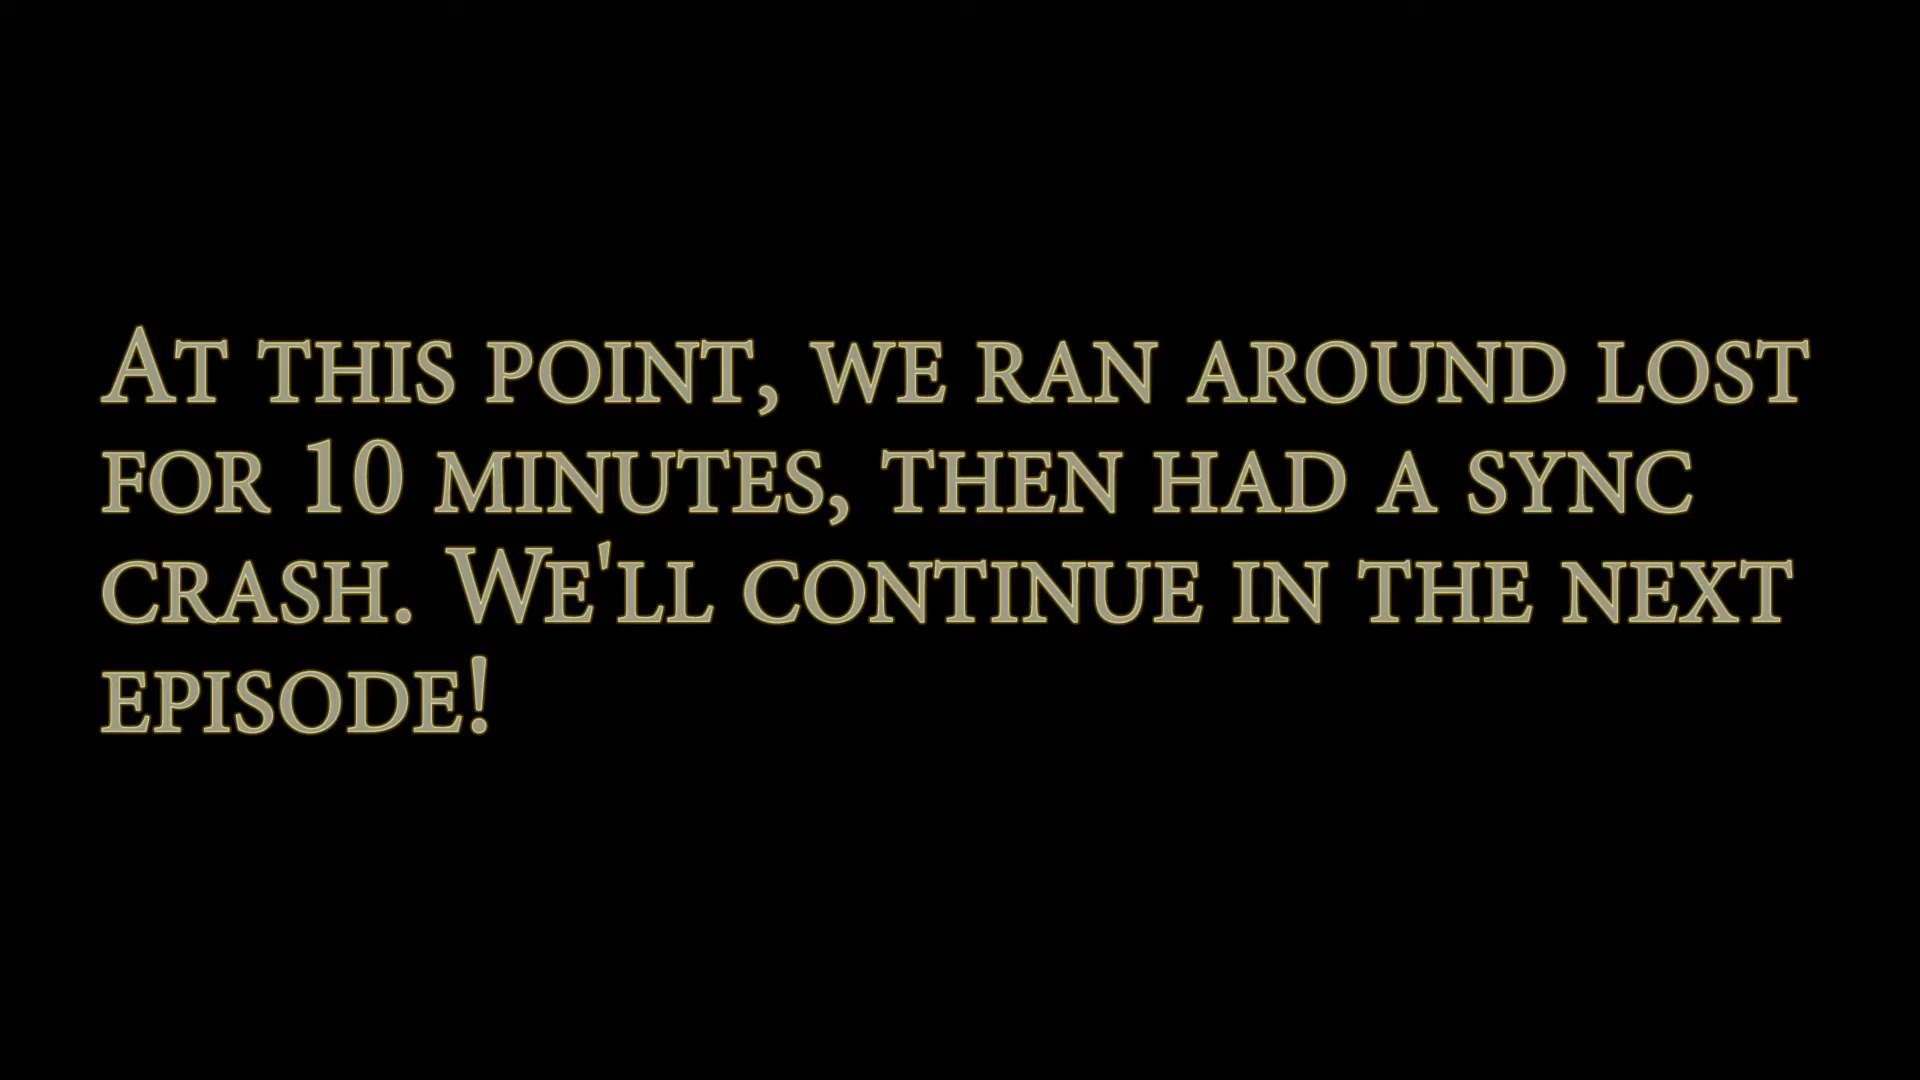 At this point, we ran around lost
for 10 minutes, then had a sync
crash. We'll continue in the next
episode!